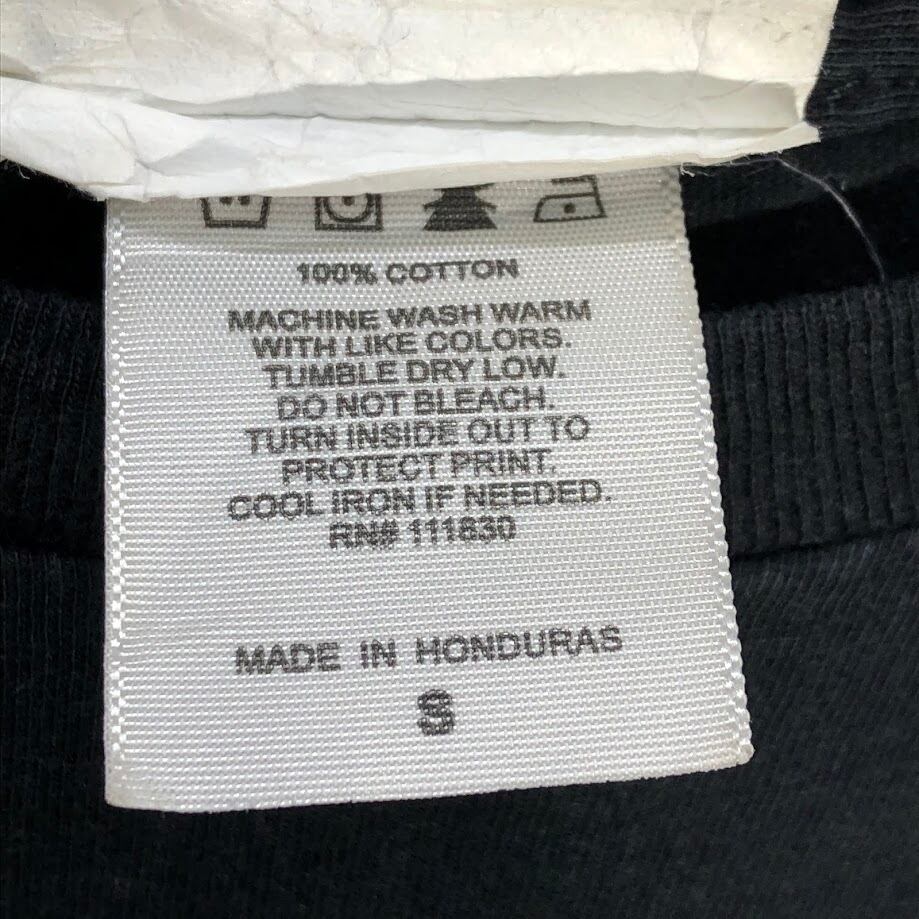 100% COTTON
MACHINE WASH WARM
WITH LIKE COLORS.
TUMBLE DRY LOW.
DO NOT BLEACH.
TURN INSIDE OUT TO
PROTECT PRINT.
COOL IRON IF NEEDED.
RN# 111630
MADE IN HONDURAS
S